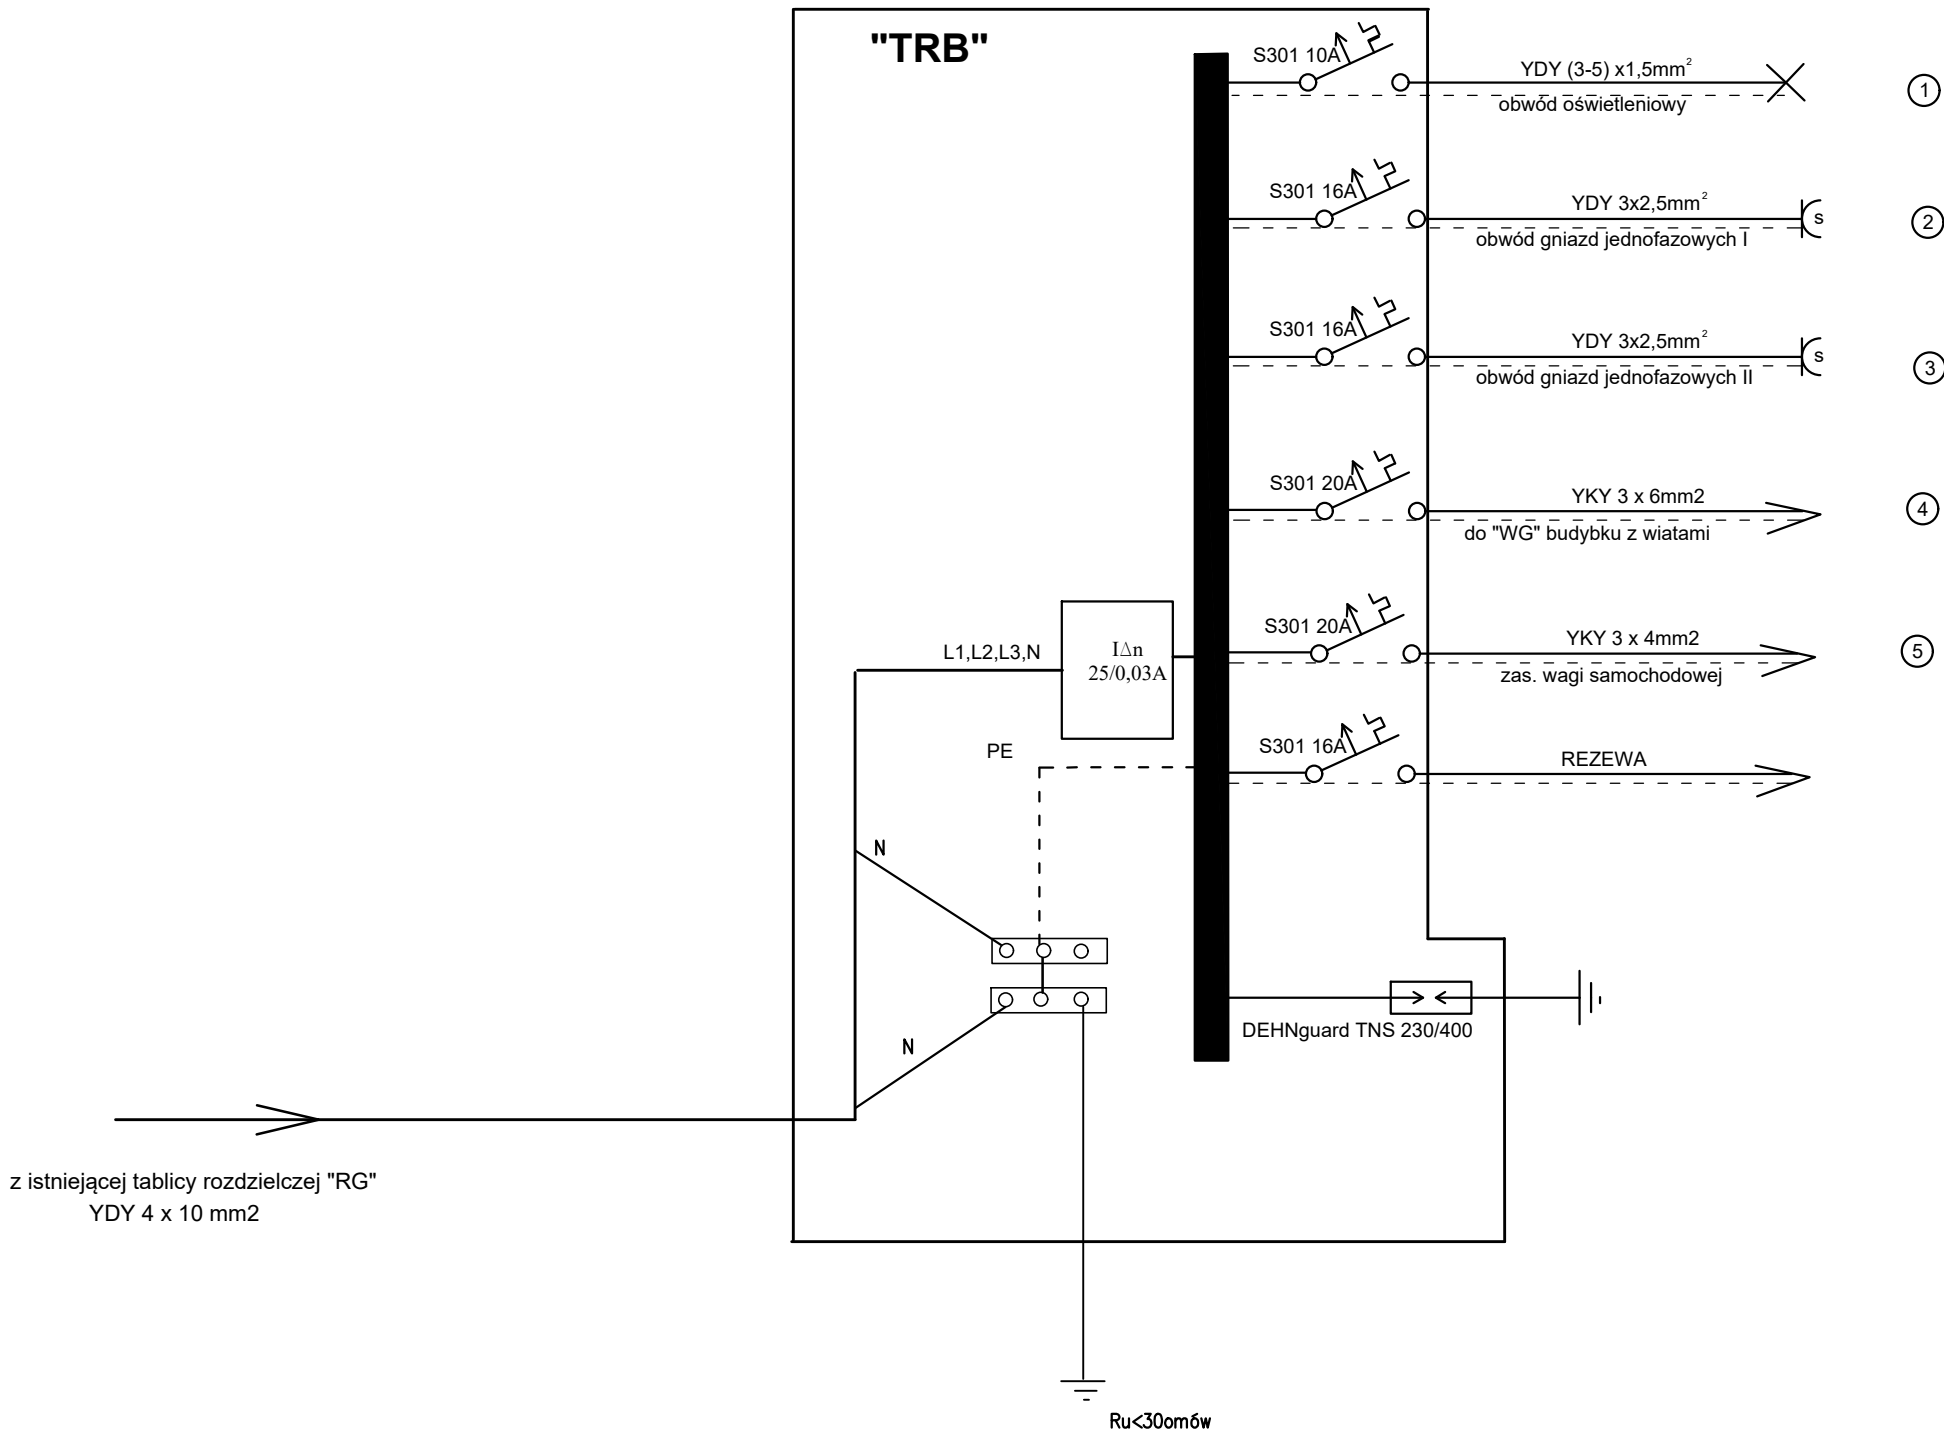 "TRB"
S301 10A
YDY (3-5) x1,5mm²
obwód oświetleniowy
1
S301 16A
YDY 3x2,5mm²
obwód gniazd jednofazowych I
s
2
S301 16A
YDY 3x2,5mm²
obwód gniazd jednofazowych II
s
3
S301 20A
YKY 3 x 6mm2
do "WG" budybku z wiatami
4
S301 20A
YKY 3 x 4mm2
zas. wagi samochodowej
5
L1,L2,L3,N
I∆n
25/0,03A
PE
S301 16A
REZEWA
N
N
DEHNguard TNS 230/400
z istniejącej tablicy rozdzielczej "RG"
YDY 4 x 10 mm2
Ru<30omów